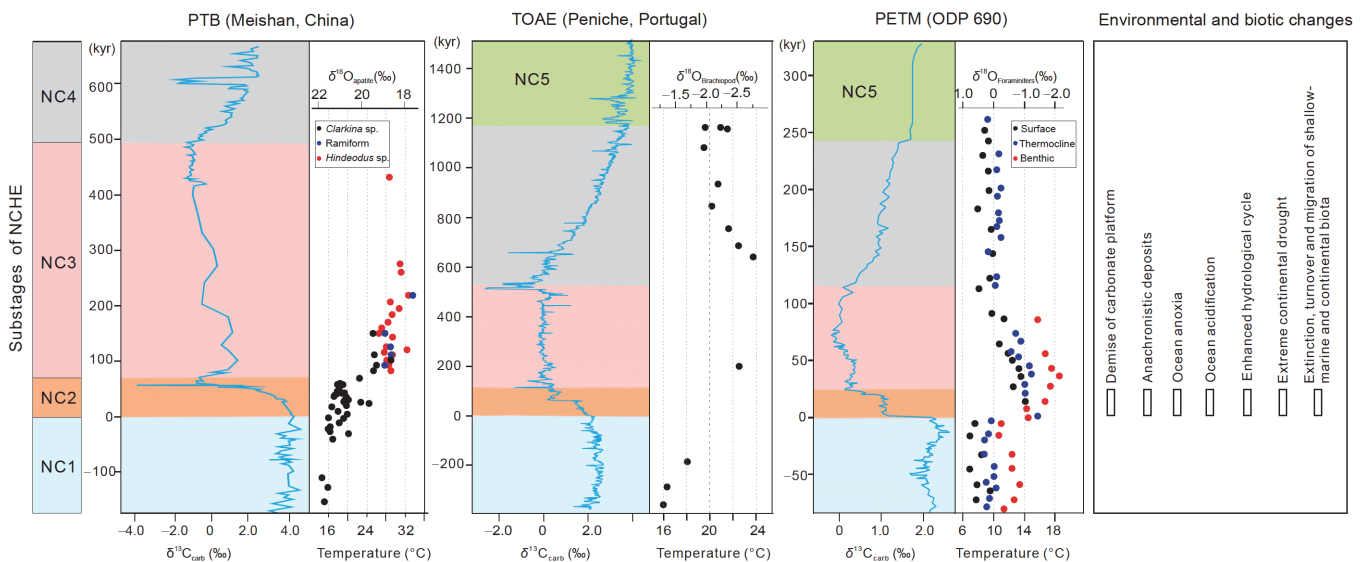 PTB (Meishan, China)
TOAE (Peniche, Portugal)
PETM (ODP 690)
Environmental and biotic changes
Substages of NCHE
NC4
NC3
NC2
NC1
(kyr)
600
500
400
300
200
100
0
−100
−4.0 −2.0 0 2.0 4.0
δ¹³Ccarb (‰)
δ¹⁸Oapatite(‰)
22 20 18
Clarkina sp.
Ramiform
Hindeodus sp.
16 20 24 28 32
Temperature (°C)
(kyr)
NC5
1400
1200
1000
800
600
400
200
0
−200
−4.0 −2.0 0 2.0 4.0
δ¹³Ccarb (‰)
δ¹⁸OBrachiopod(‰)
−1.5 −2.0 −2.5
16 18 20 22 24
Temperature (°C)
(kyr)
NC5
300
250
200
150
100
50
0
−50
0 1.0 2.0
δ¹³Ccarb (‰)
δ¹⁸OForaminifers(‰)
1.0 0 −1.0 −2.0
Surface
Thermocline
Benthic
6 10 14 18
Temperature (°C)
Demise of carbonate platform
Anachronistic deposits
Ocean anoxia
Ocean acidification
Enhanced hydrological cycle
Extreme continental drought
Extinction, turnover and migration of shallow-
marine and continental biota